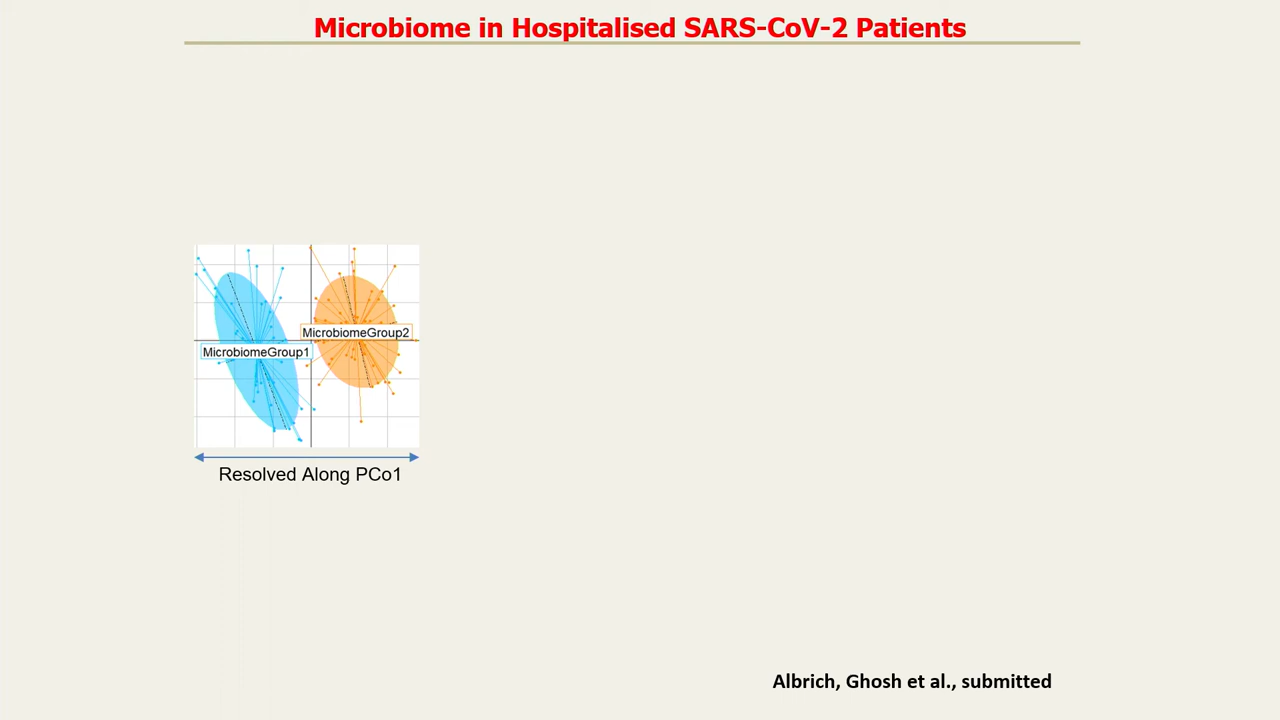 Microbiome in Hospitalised SARS-CoV-2 Patients
MicrobiomeGroup2
MicrobiomeGroup1
Resolved Along PCo1
Albrich, Ghosh et al., submitted